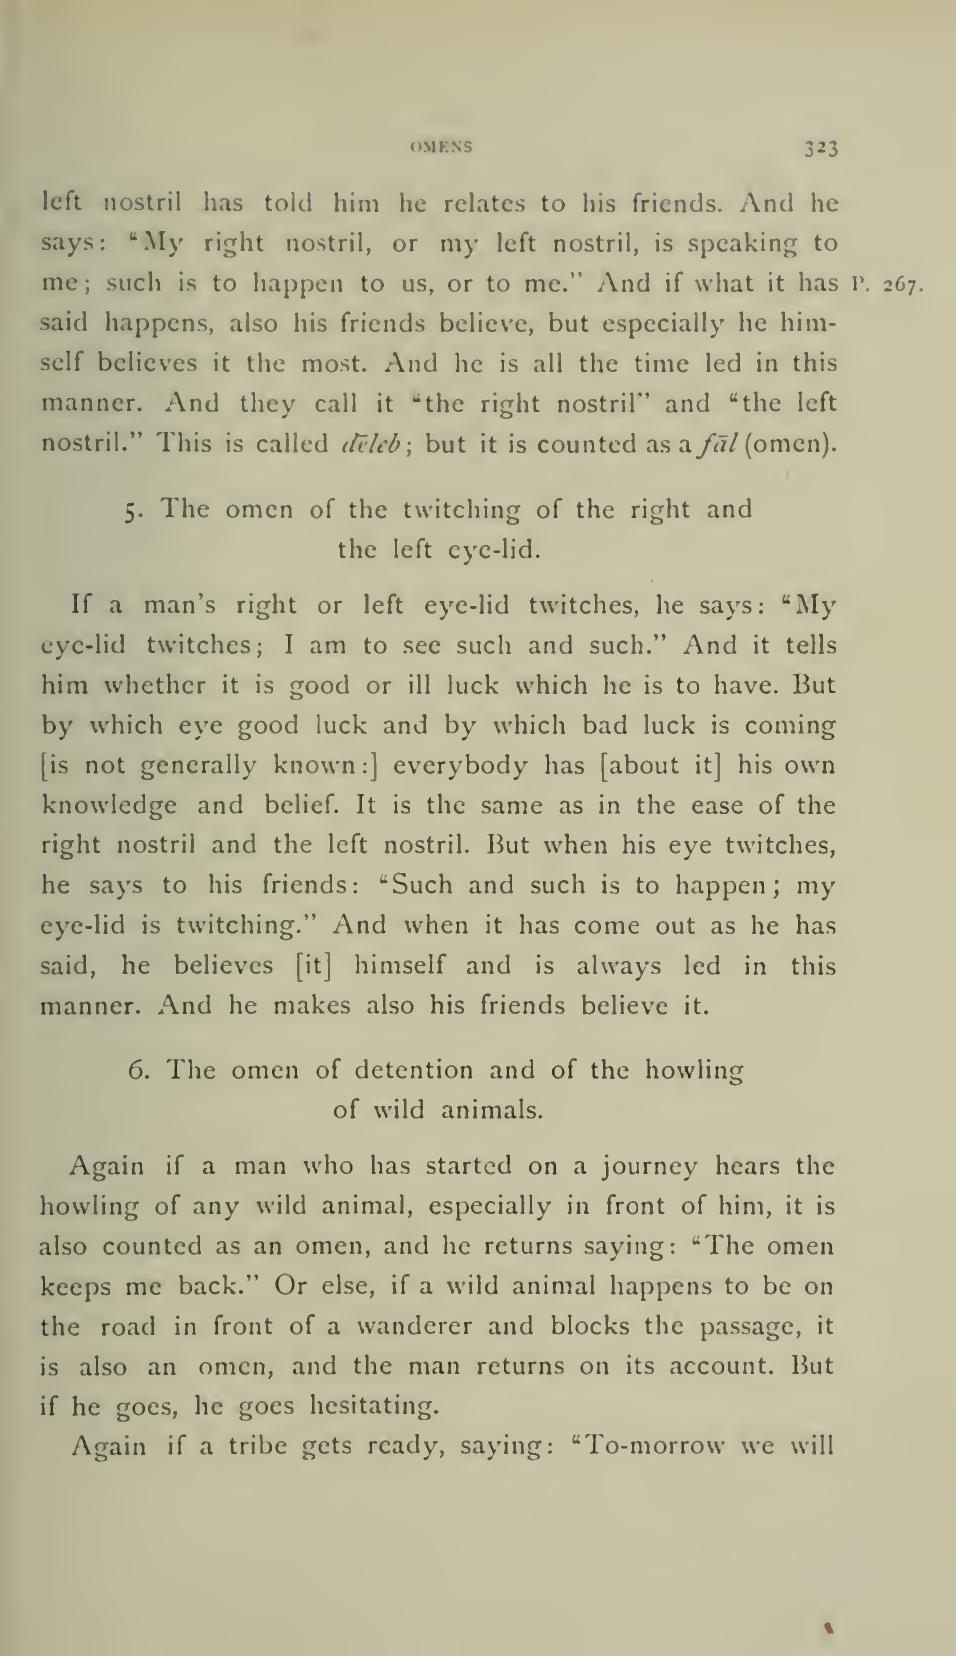 OMENS 323
left nostril has told him he relates to his friends. And he
says: “My right nostril, or my left nostril, is speaking to
me; such is to happen to us, or to me.” And if what it has P. 267.
said happens, also his friends believe, but especially he him-
self believes it the most. And he is all the time led in this
manner. And they call it “the right nostril” and “the left
nostril.” This is called dēleb; but it is counted as a fāl (omen).
5. The omen of the twitching of the right and
the left eye-lid.
If a man's right or left eye-lid twitches, he says: “My
eye-lid twitches; I am to see such and such.” And it tells
him whether it is good or ill luck which he is to have. But
by which eye good luck and by which bad luck is coming
[is not generally known:] everybody has [about it] his own
knowledge and belief. It is the same as in the ease of the
right nostril and the left nostril. But when his eye twitches,
he says to his friends: “Such and such is to happen; my
eye-lid is twitching.” And when it has come out as he has
said, he believes [it] himself and is always led in this
manner. And he makes also his friends believe it.
6. The omen of detention and of the howling
of wild animals.
Again if a man who has started on a journey hears the
howling of any wild animal, especially in front of him, it is
also counted as an omen, and he returns saying: “The omen
keeps me back.” Or else, if a wild animal happens to be on
the road in front of a wanderer and blocks the passage, it
is also an omen, and the man returns on its account. But
if he goes, he goes hesitating.
Again if a tribe gets ready, saying: “To-morrow we will